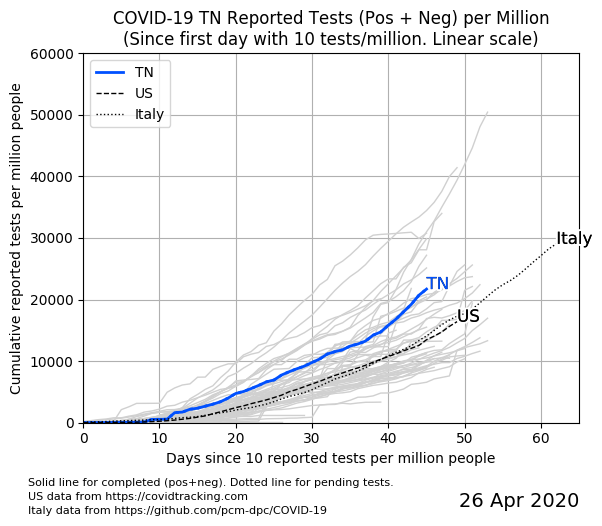 COVID-19 TN Reported Tests (Pos + Neg) per Million
(Since first day with 10 tests/million. Linear scale)
Cumulative reported tests per million people
60000
50000
40000
30000
20000
10000
0
TN
US
Italy
Italy
TN
US
0 10 20 30 40 50 60
Days since 10 reported tests per million people
Solid line for completed (pos+neg). Dotted line for pending tests.
US data from https://covidtracking.com
Italy data from https://github.com/pcm-dpc/COVID-19
26 Apr 2020